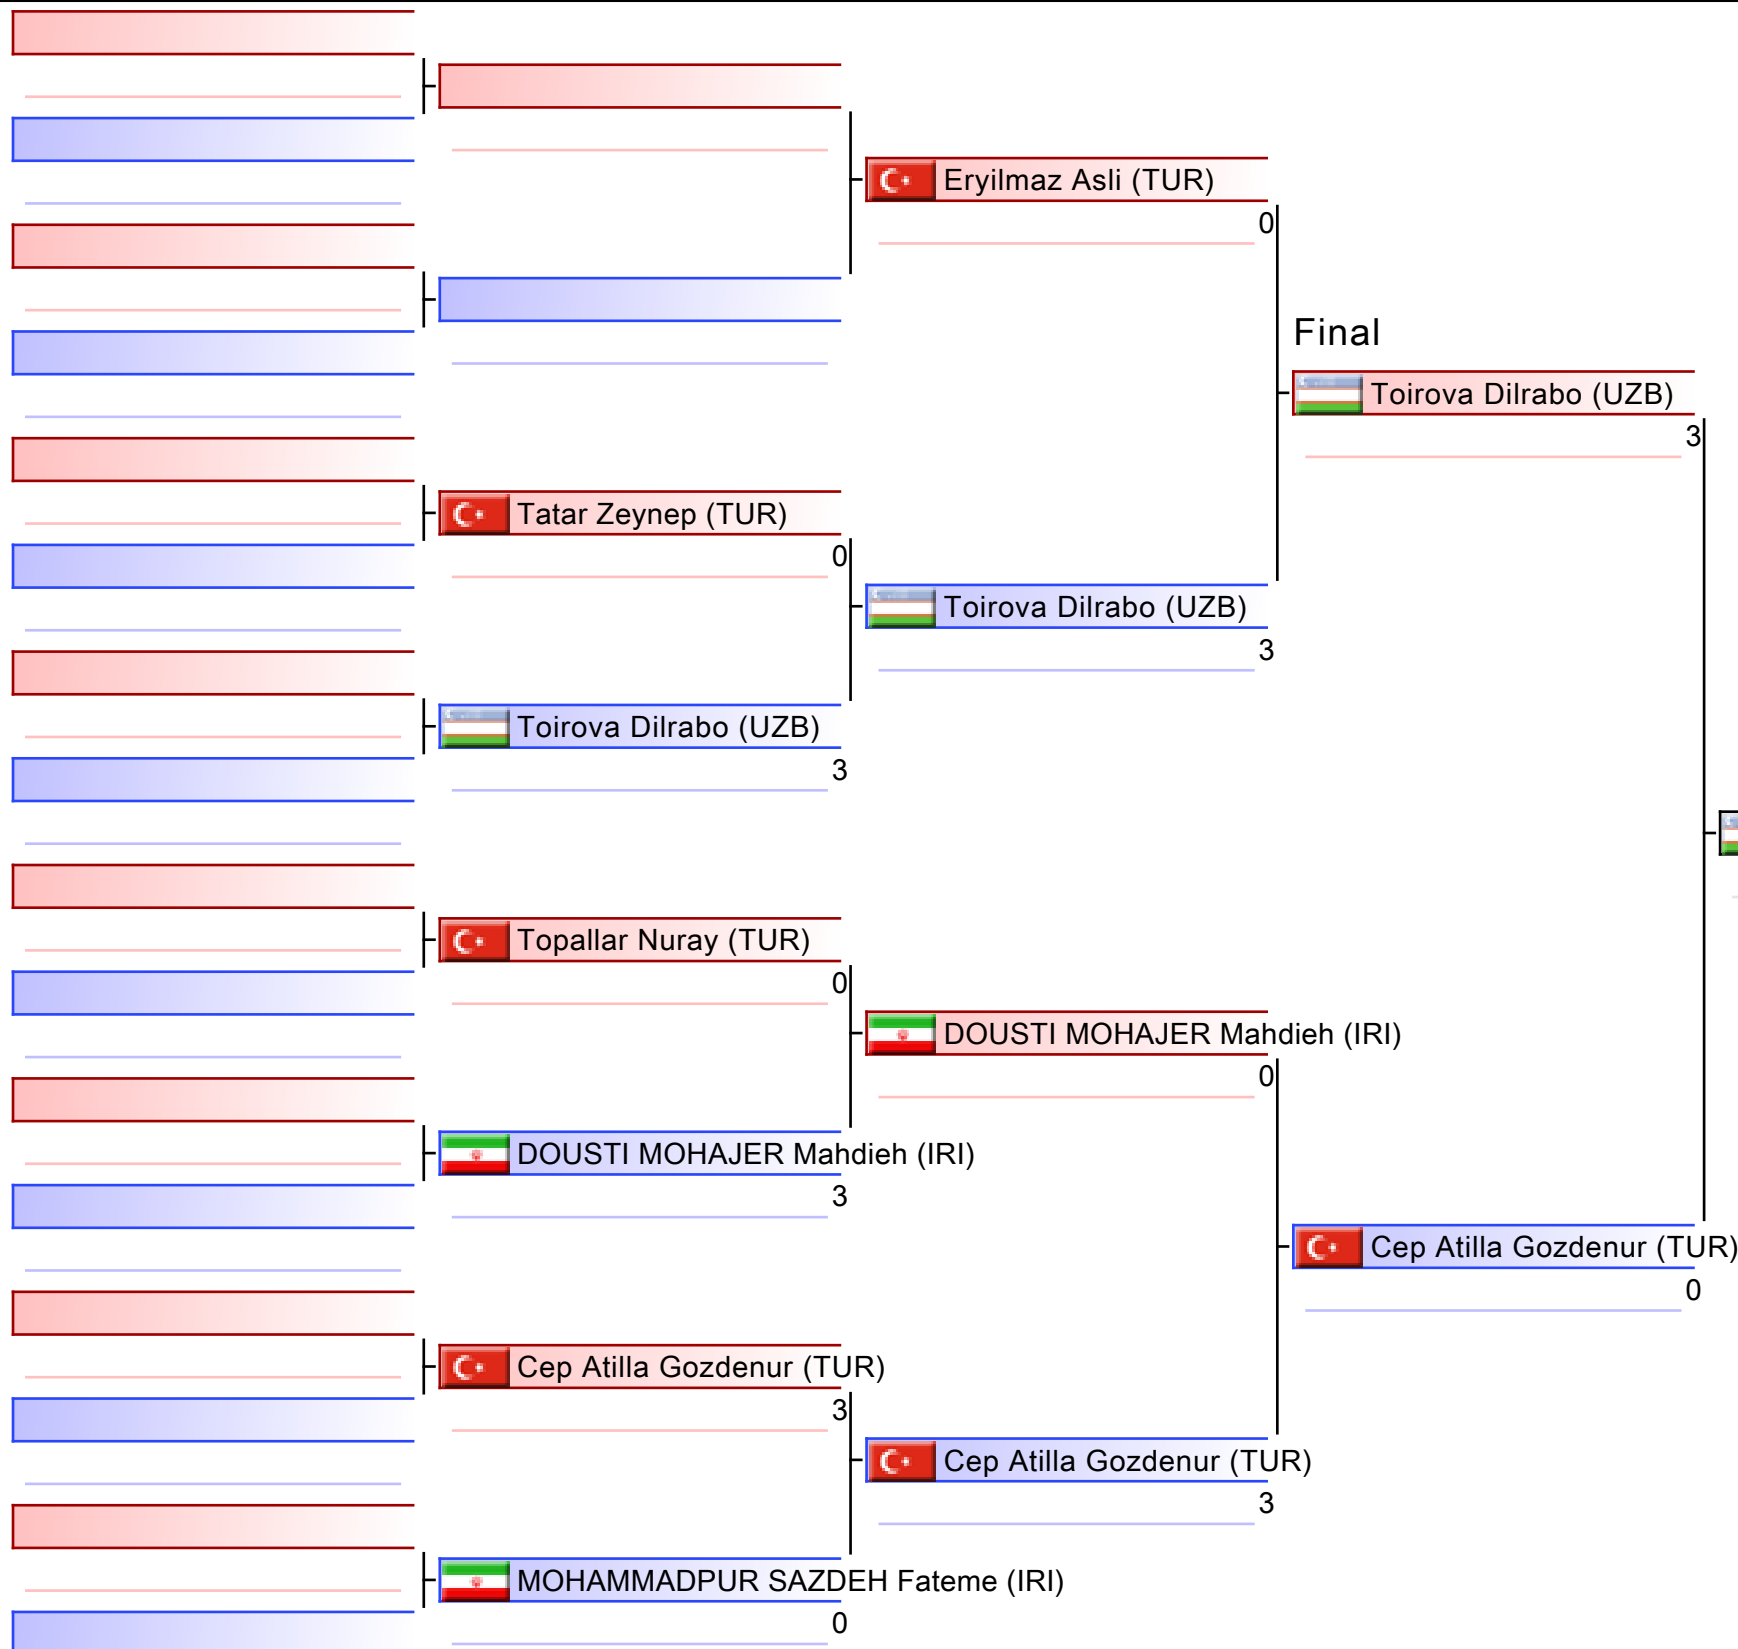 Eryilmaz Asli (TUR)
0
Final
Toirova Dilrabo (UZB)
3
Tatar Zeynep (TUR)
0
Toirova Dilrabo (UZB)
3
Toirova Dilrabo (UZB)
3
Topallar Nuray (TUR)
0
DOUSTI MOHAJER Mahdieh (IRI)
0
DOUSTI MOHAJER Mahdieh (IRI)
3
Cep Atilla Gozdenur (TUR)
0
Cep Atilla Gozdenur (TUR)
3
Cep Atilla Gozdenur (TUR)
3
MOHAMMADPUR SAZDEH Fateme (IRI)
0